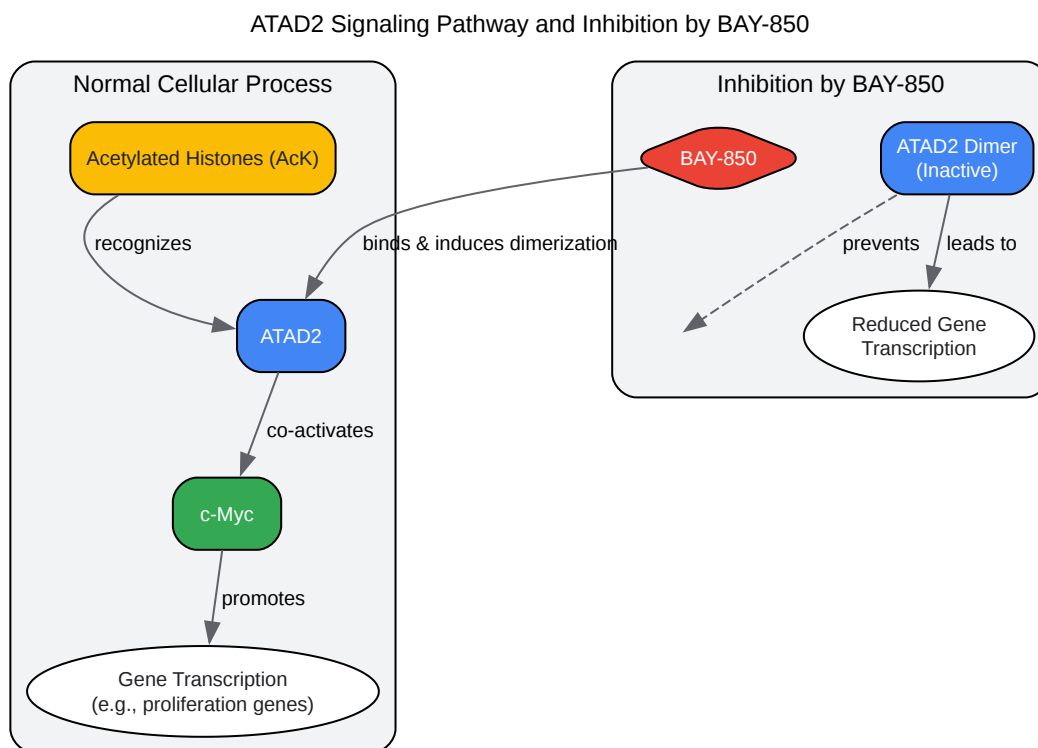 ATAD2 Signaling Pathway and Inhibition by BAY-850
Normal Cellular Process
Acetylated Histones (AcK)
recognizes
ATAD2
co-activates
c-Myc
promotes
Gene Transcription
(e.g., proliferation genes)
binds & induces dimerization
Inhibition by BAY-850
BAY-850
ATAD2 Dimer
(Inactive)
prevents
leads to
Reduced Gene
Transcription